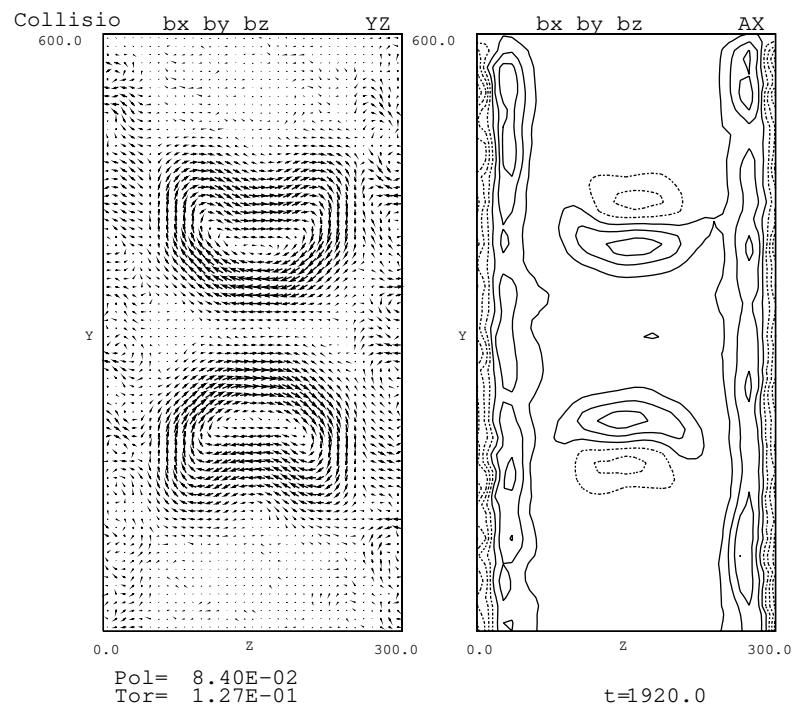 Collisio bx by bz YZ bx by bz AX
600.0 600.0
Y Y
0.0 Z 300.0 0.0 Z 300.0
Pol= 8.40E-02
Tor= 1.27E-01 t=1920.0